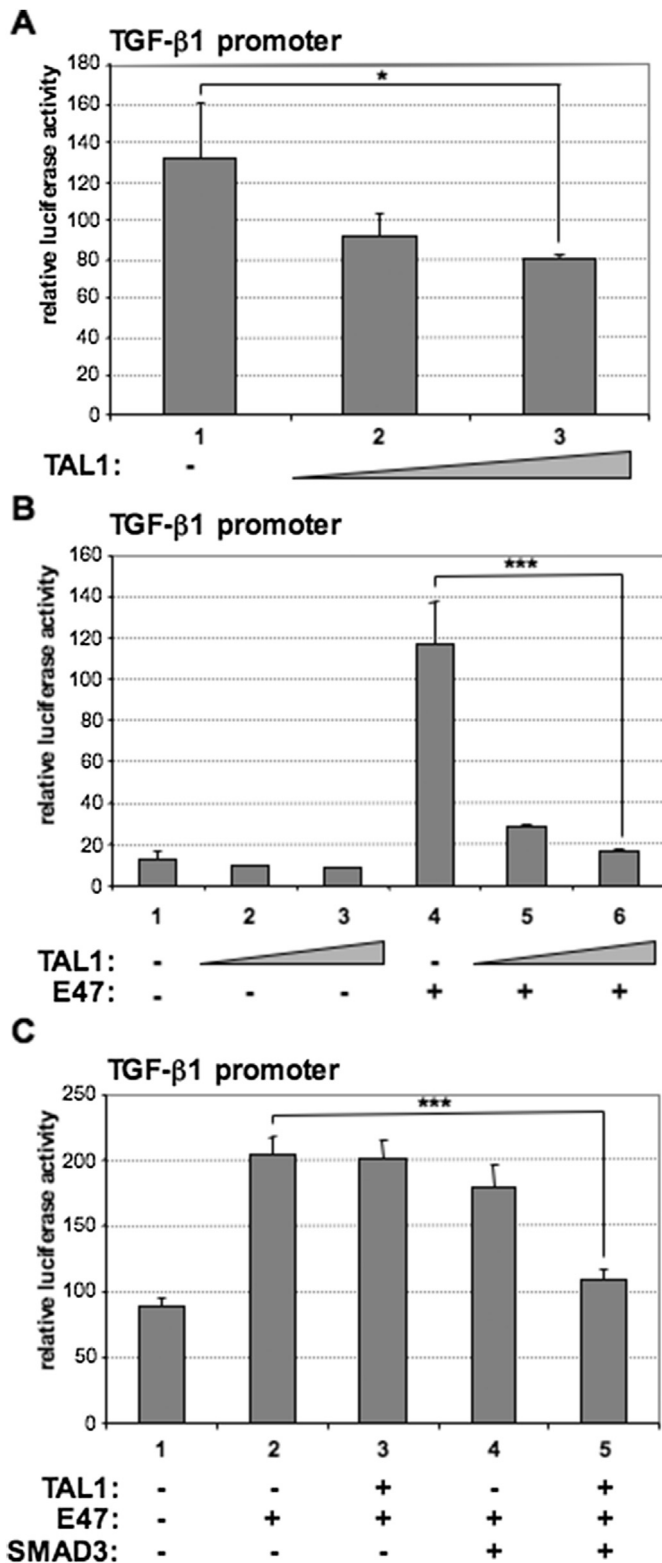 A
TGF-β1 promoter
relative luciferase activity
180
160
140
120
100
80
60
40
20
0
*
1 2 3
TAL1: -
B
TGF-β1 promoter
relative luciferase activity
160
140
120
100
80
60
40
20
0
***
1 2 3 4 5 6
TAL1: - -
E47: - - - + + +
C
TGF-β1 promoter
relative luciferase activity
250
200
150
100
50
0
***
1 2 3 4 5
TAL1: - - + - +
E47: - + + + +
SMAD3: - - - + +